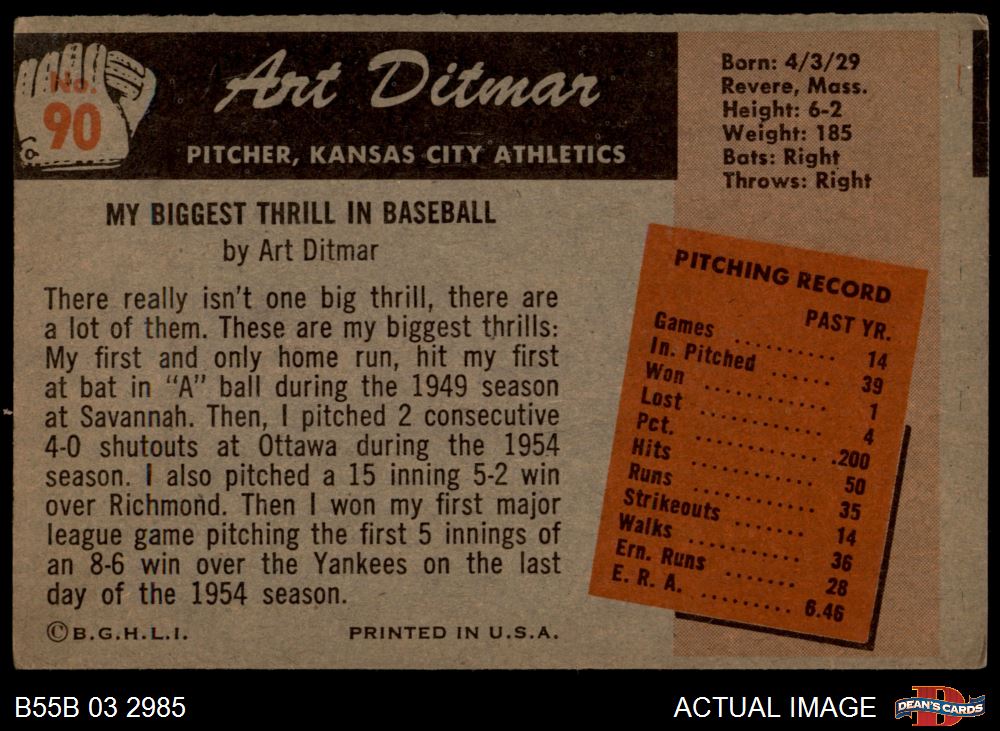 No.
90
Art Ditmar
PITCHER, KANSAS CITY ATHLETICS
Born: 4/3/29
Revere, Mass.
Height: 6-2
Weight: 185
Bats: Right
Throws: Right
MY BIGGEST THRILL IN BASEBALL
by Art Ditmar
There really isn't one big thrill, there are
a lot of them. These are my biggest thrills:
My first and only home run, hit my first
at bat in "A" ball during the 1949 season
at Savannah. Then, I pitched 2 consecutive
4-0 shutouts at Ottawa during the 1954
season. I also pitched a 15 inning 5-2 win
over Richmond. Then I won my first major
league game pitching the first 5 innings of
an 8-6 win over the Yankees on the last
day of the 1954 season.
©B.G.H.L.I. PRINTED IN U.S.A.
PITCHING RECORD
PAST YR.
Games .......... 14
In. Pitched ...... 39
Won ........... 1
Lost ........... 4
Pct. ........... .200
Hits ........... 50
Runs ........... 35
Strikeouts ....... 14
Walks .......... 36
Ern. Runs ....... 28
E. R. A. .......... 6.46
B55B 03 2985 ACTUAL IMAGE
DEAN'S CARDS